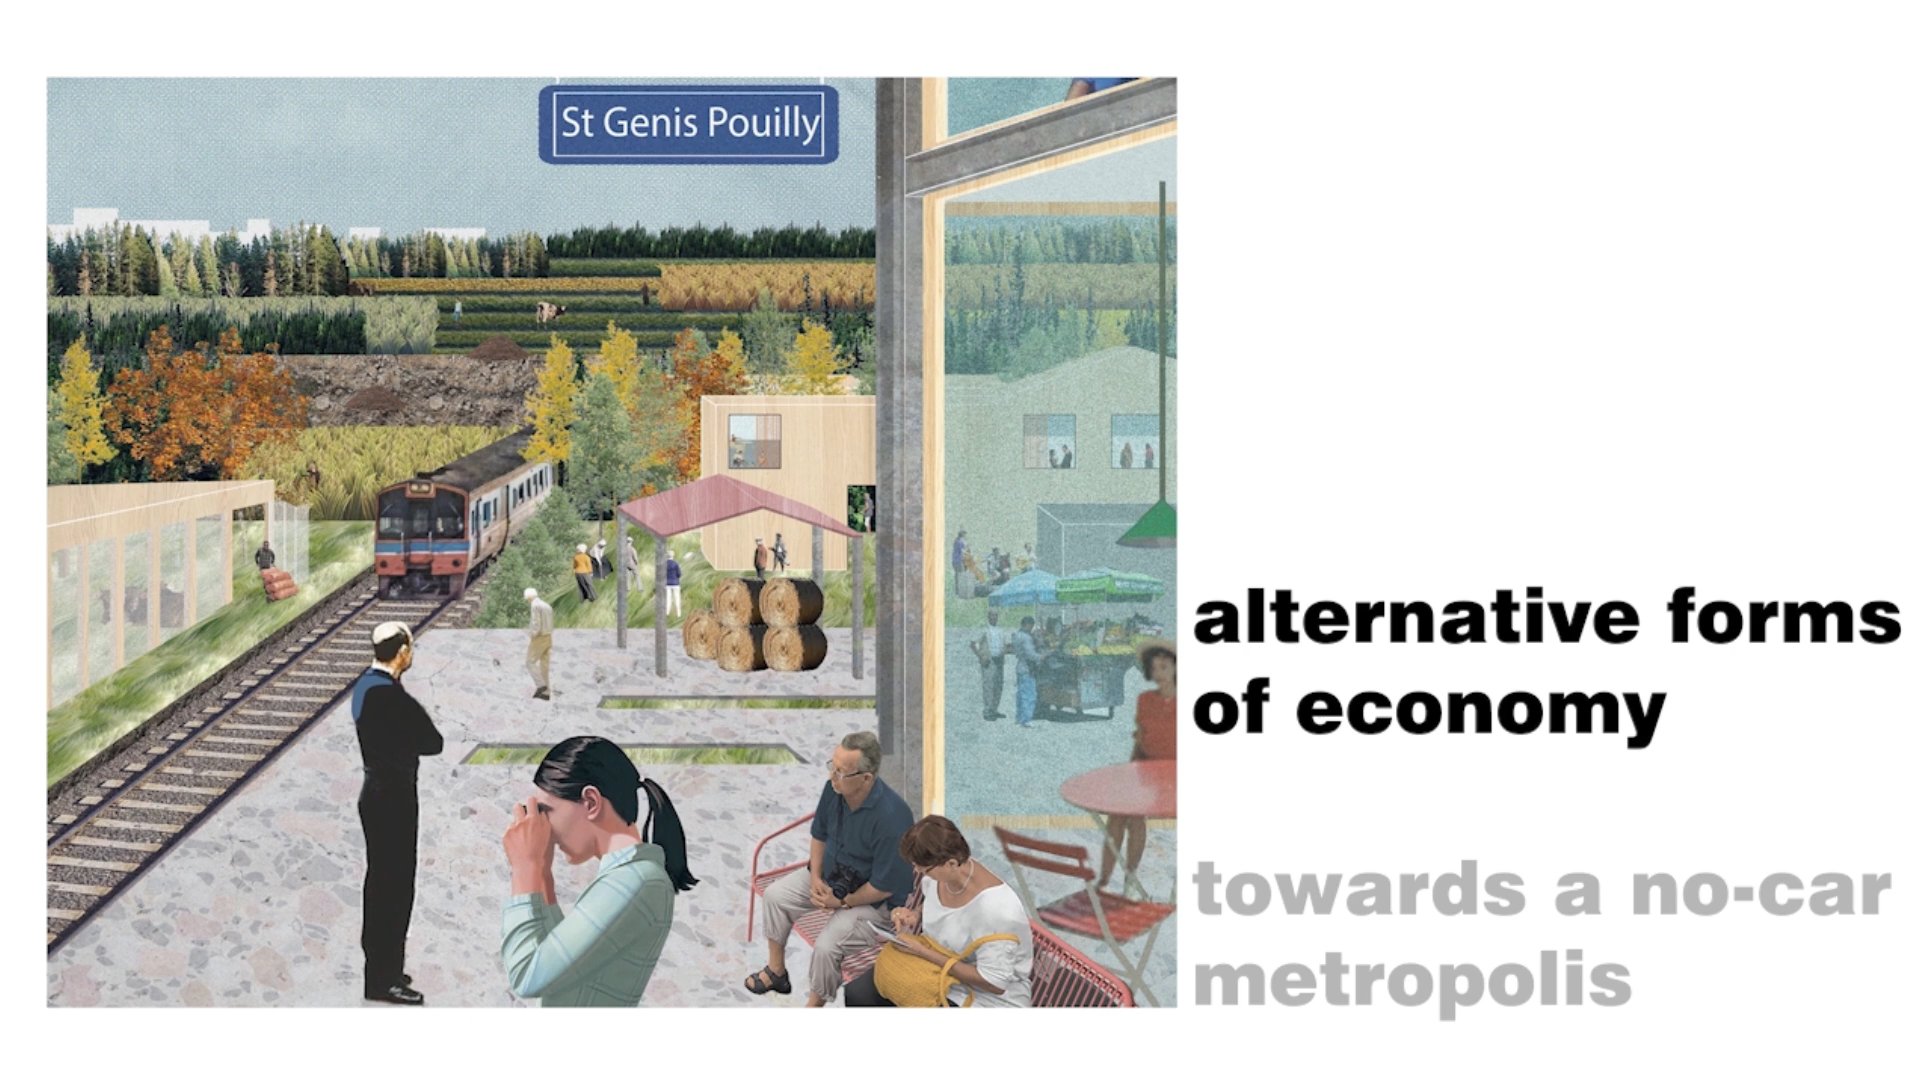 St Genis Pouilly
alternative forms
of economy
towards a no-car
metropolis